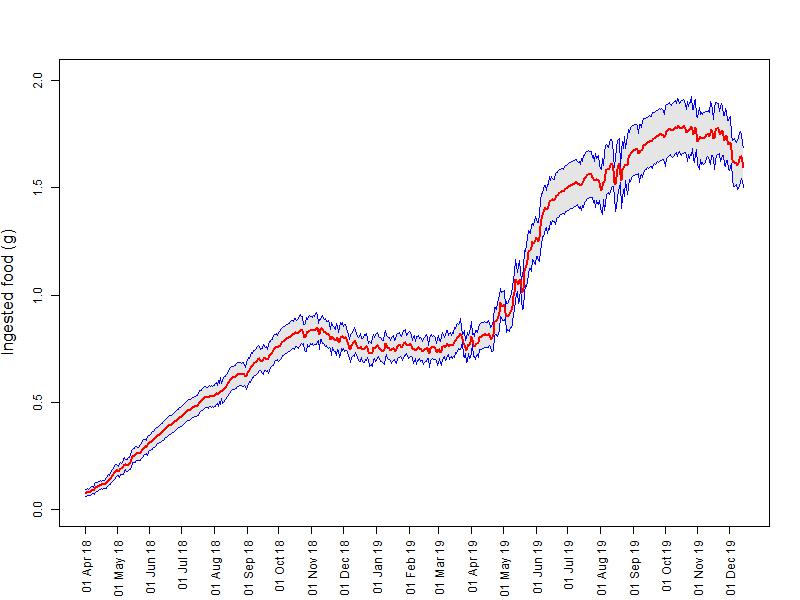 Ingested food (g)
2.0
1.5
1.0
0.5
0.0
01 Apr 18
01 May 18
01 Jun 18
01 Jul 18
01 Aug 18
01 Sep 18
01 Oct 18
01 Nov 18
01 Dec 18
01 Jan 19
01 Feb 19
01 Mar 19
01 Apr 19
01 May 19
01 Jun 19
01 Jul 19
01 Aug 19
01 Sep 19
01 Oct 19
01 Nov 19
01 Dec 19